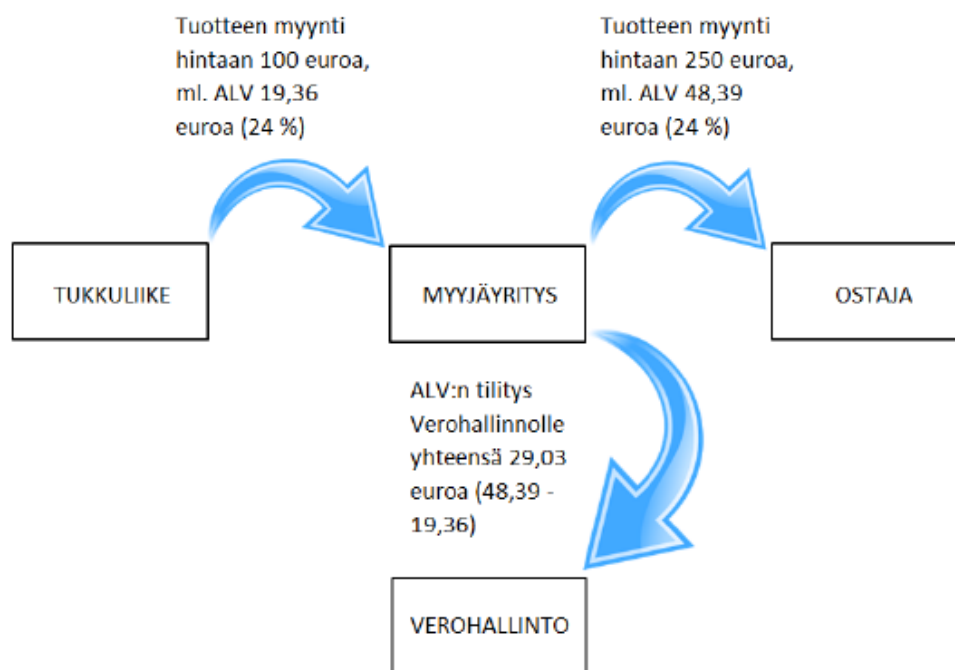 Tuotteen myynti
hintaan 100 euroa,
ml. ALV 19,36
euroa (24 %)
Tuotteen myynti
hintaan 250 euroa,
ml. ALV 48,39
euroa (24 %)
TUKKULIIKE
MYYJÄYRITYS
OSTAJA
ALV:n tilitys
Verohallinnolle
yhteensä 29,03
euroa (48,39 -
19,36)
VEROHALLINTO